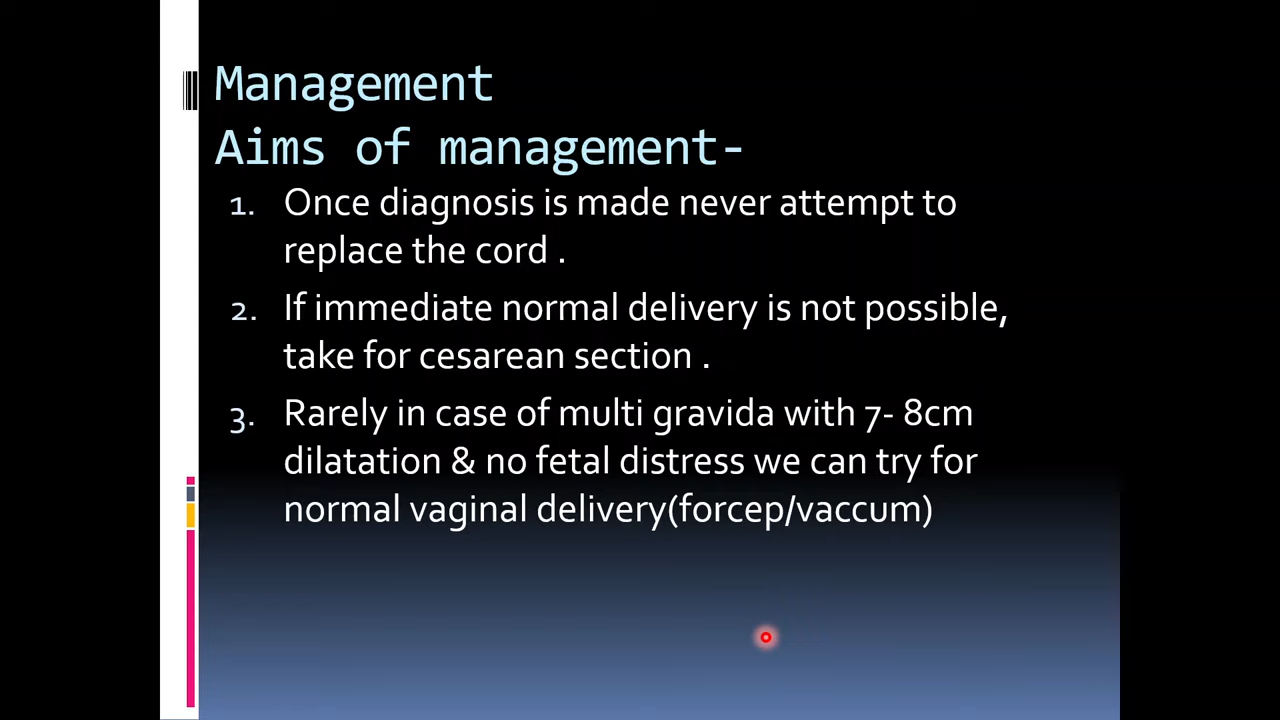 Management
Aims of management-
1. Once diagnosis is made never attempt to
replace the cord .
2. If immediate normal delivery is not possible,
take for cesarean section .
3. Rarely in case of multi gravida with 7- 8cm
dilatation & no fetal distress we can try for
normal vaginal delivery(forcep/vaccum)